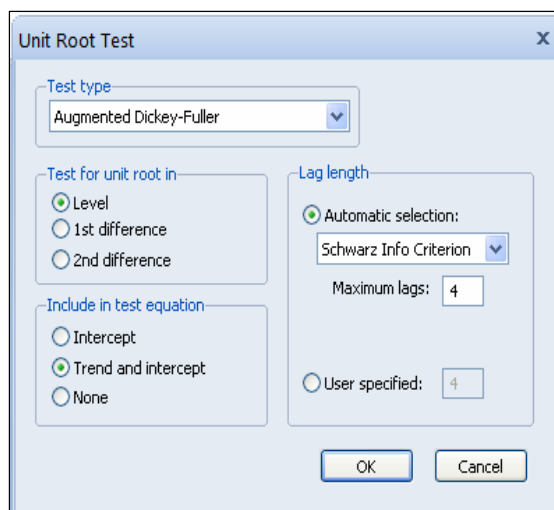 Unit Root Test
x
Test type
Augmented Dickey-Fuller
Test for unit root in
Level
1st difference
2nd difference
Include in test equation
Intercept
Trend and intercept
None
Lag length
Automatic selection:
Schwarz Info Criterion
Maximum lags: 4
User specified: 4
OK Cancel